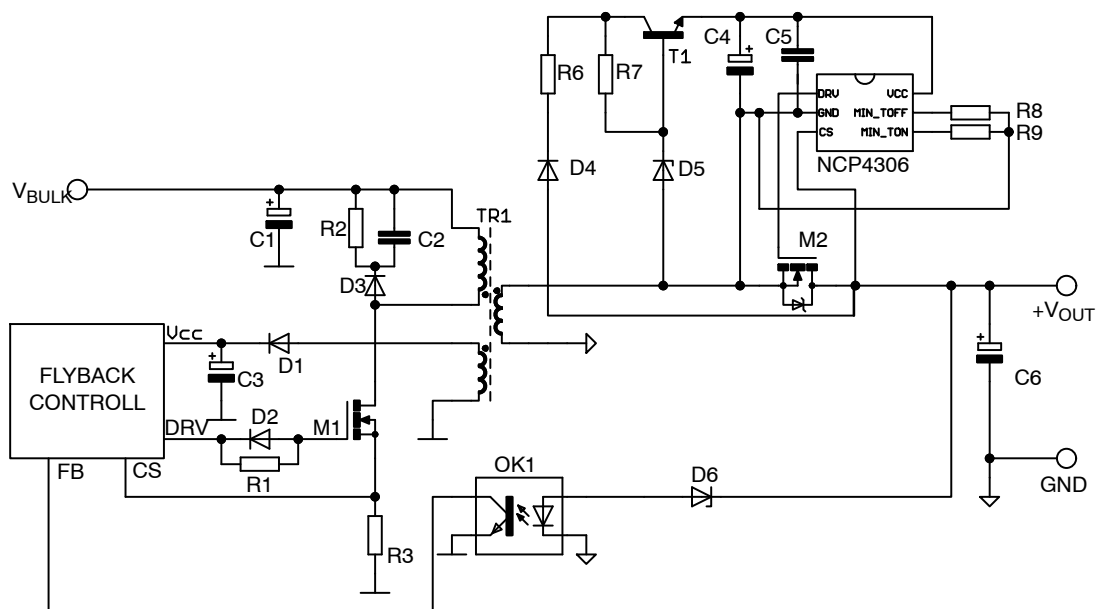 C4
+
C5
T1
R6
R7
DRV
VCC
GND
MIN_TOFF
R8
CS
MIN_TON
R9
NCP4306
D4
D5
VBULK
+
C1
R2
C2
TR1
M2
D3
+VOUT
Vcc
+
D1
C3
+
C6
FLYBACK
CONTROLL
DRV
D2
M1
R1
FB
CS
OK1
D6
GND
R3